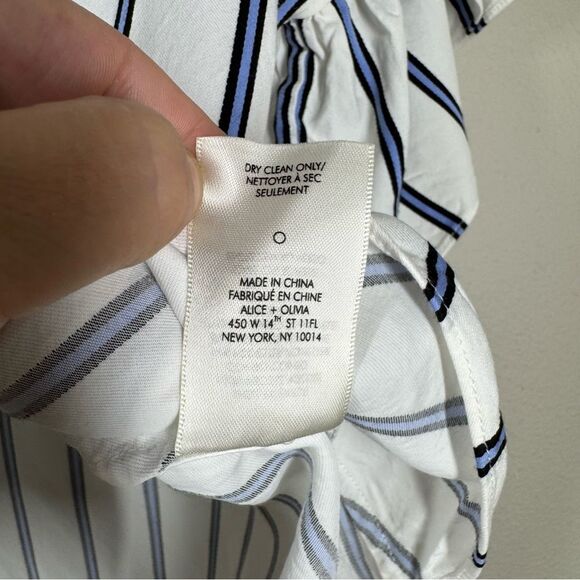 DRY CLEAN ONLY/
NETTOYER À SEC
SEULEMENT
MADE IN CHINA
FABRIQUÉ EN CHINE
ALICE + OLIVIA
450 W 14TH ST 11FL
NEW YORK, NY 10014